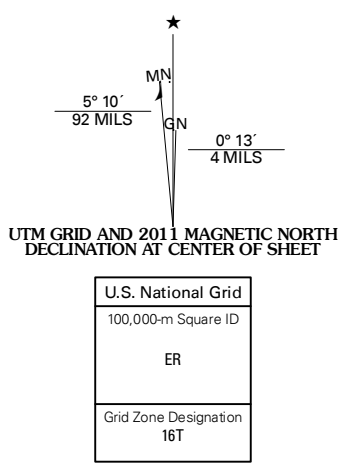 ★
MN
5° 10´
92 MILS
GN
0° 13´
4 MILS
UTM GRID AND 2011 MAGNETIC NORTH
DECLINATION AT CENTER OF SHEET
U.S. National Grid
100,000-m Square ID
ER
Grid Zone Designation
16T